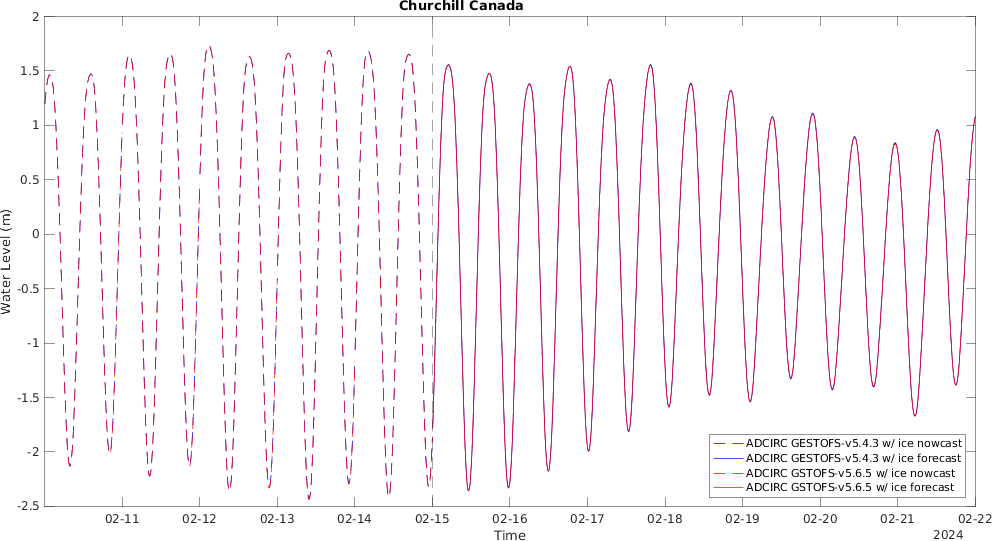 Churchill Canada
2
1.5
1
0.5
0
-0.5
-1
-1.5
-2
-2.5
Water Level (m)
ADCIRC GESTOFS-v5.4.3 w/ ice nowcast
ADCIRC GESTOFS-v5.4.3 w/ ice forecast
ADCIRC GSTOFS-v5.6.5 w/ ice nowcast
ADCIRC GSTOFS-v5.6.5 w/ ice forecast
02-11 02-12 02-13 02-14 02-15 02-16 02-17 02-18 02-19 02-20 02-21 02-22
Time
2024